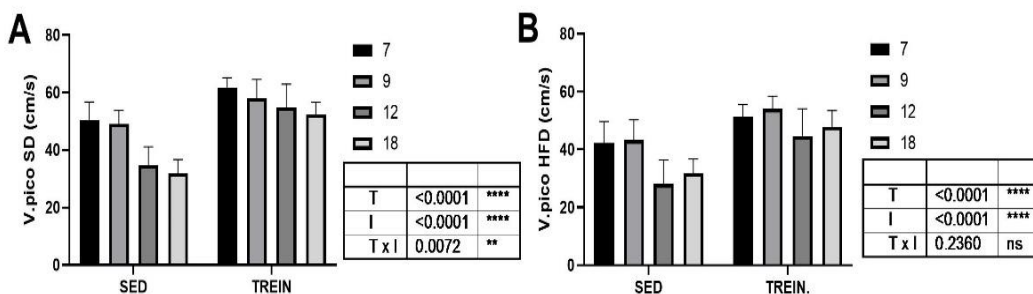 A
V.pico SD (cm/s)
80
60
40
20
0
SED
TREIN
7
9
12
18
T <0.0001 ****
I <0.0001 ****
T x I 0.0072 **
B
V.pico HFD (cm/s)
80
60
40
20
0
SED
TREIN.
7
9
12
18
T <0.0001 ****
I <0.0001 ****
T x I 0.2360 ns